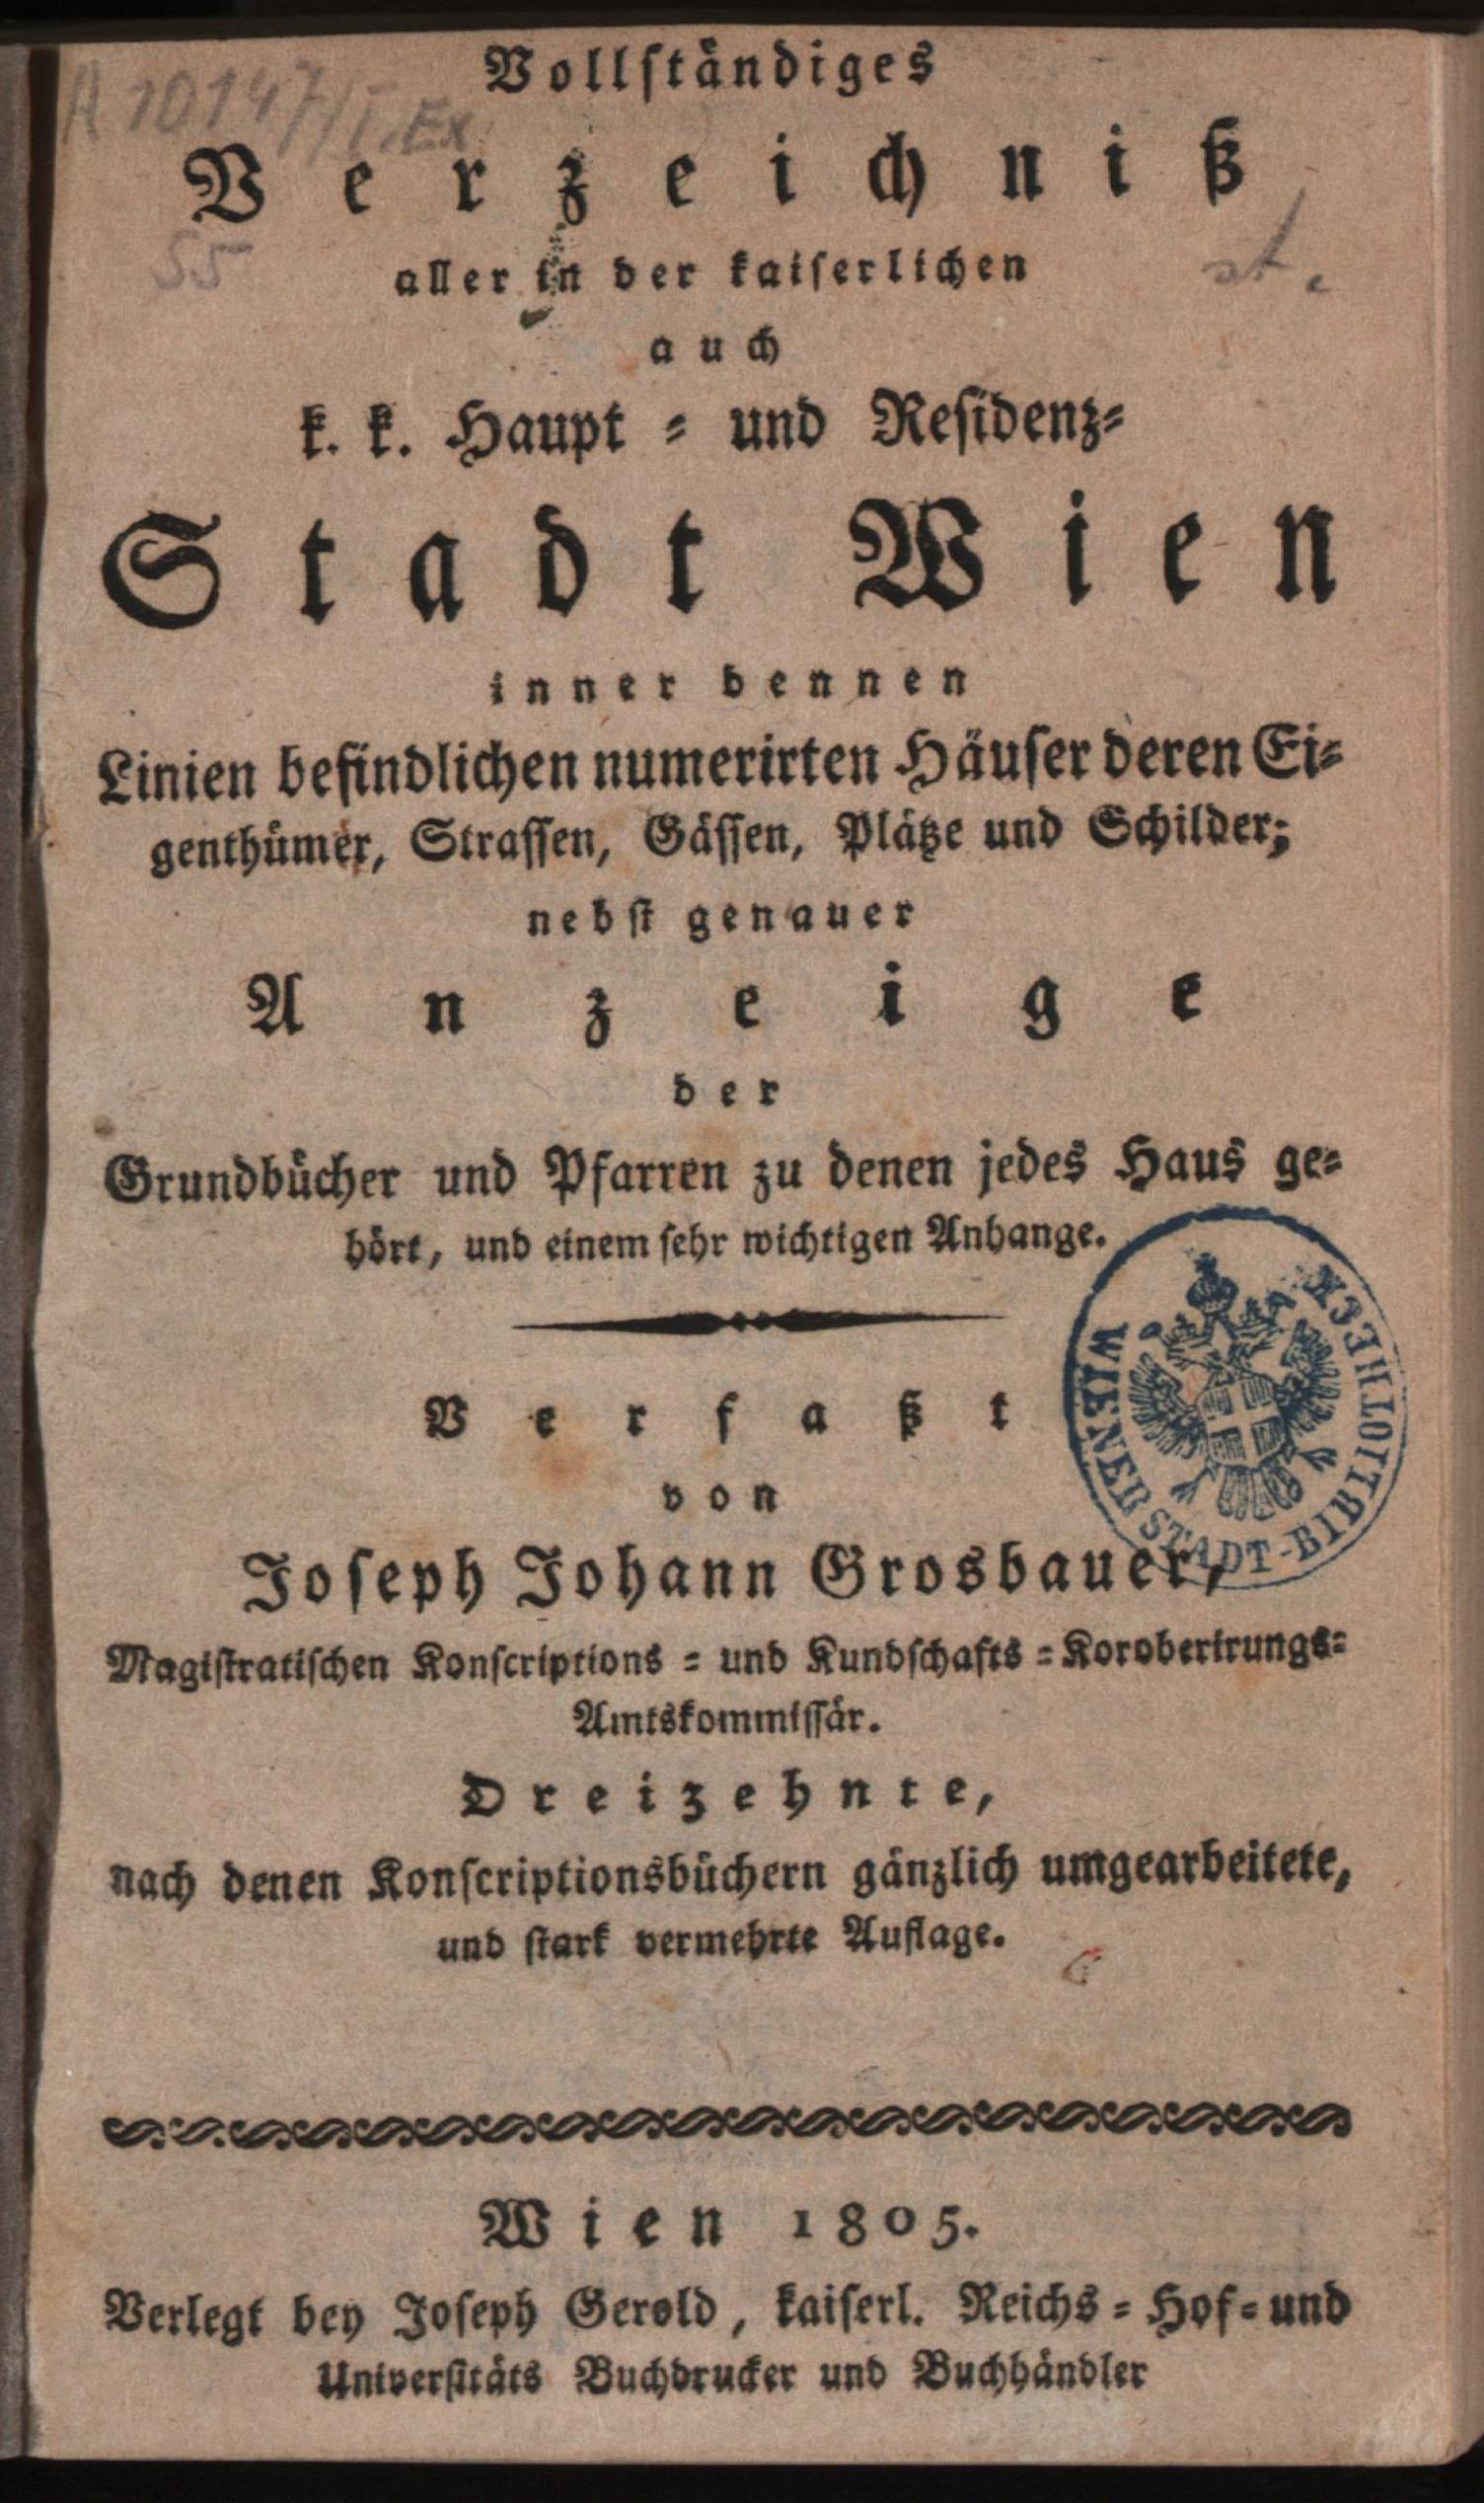 A 10147/I.Ex
Vollſtändiges
Verzeichniß
55
aller in der kaiſerlichen
auch
k. k. Haupt = und Reſidenz=
Stadt Wien
inner dennen
Linien befindlichen numerirten Häuſer deren Ei=
genthümer, Straſſen, Gäſſen, Plätze und Schilder;
nebſt genauer
Anzeige
der
Grundbücher und Pfarren zu denen jedes Haus ge=
hört, und einem ſehr wichtigen Anhange.
WIENER STADT-BIBLIOTHECK
Verfaßt
von
Joſeph Johann Grosbauer,
Magiſtratiſchen Konſcriptions = und Kundſchafts = Koroberirungs=
Amtskommiſſär.
Dreizehnte,
nach denen Konſcriptionsbüchern gänzlich umgearbeitete,
und ſtark vermehrte Auflage.
Wien 1805.
Verlegt bey Joſeph Gerold, kaiſerl. Reichs = Hof = und
Univerſitäts Buchdrucker und Buchhändler